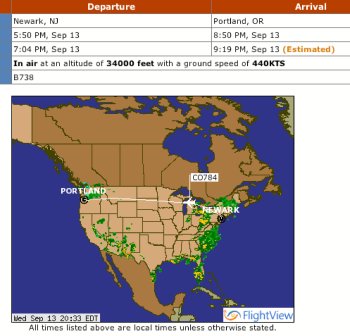 Departure Arrival
Newark, NJ Portland, OR
5:50 PM, Sep 13 8:50 PM, Sep 13
7:04 PM, Sep 13 9:19 PM, Sep 13 (Estimated)
In air at an altitude of 34000 feet with a ground speed of 440KTS
B738
CO784
PORTLAND
NEWARK
Wed Sep 13 20:33 EDT
FlightView
All times listed above are local times unless otherwise stated.